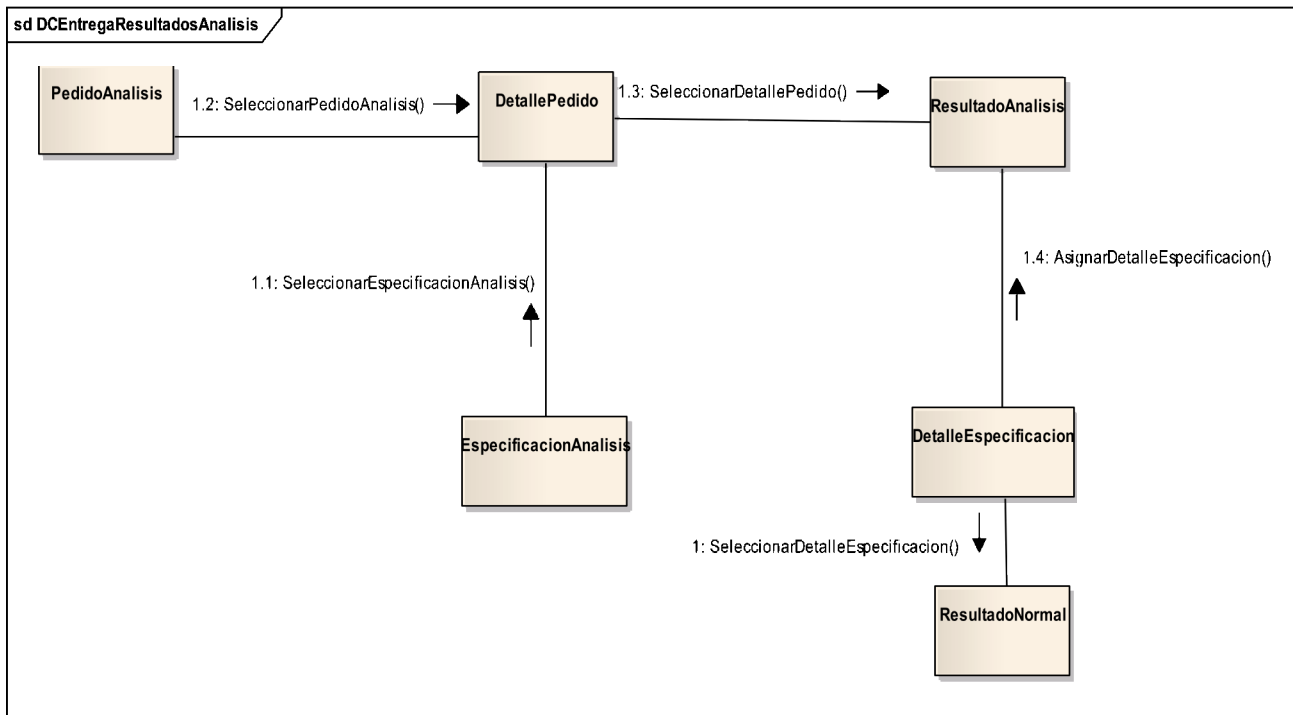 sd DCEntregaResultadosAnalisis
PedidoAnalisis
1.2: SeleccionarPedidoAnalisis()
DetallePedido
1.3: SeleccionarDetallePedido()
ResultadoAnalisis
1.1: SeleccionarEspecificacionAnalisis()
1.4: AsignarDetalleEspecificacion()
EspecificacionAnalisis
DetalleEspecificacion
1: SeleccionarDetalleEspecificacion()
ResultadoNormal